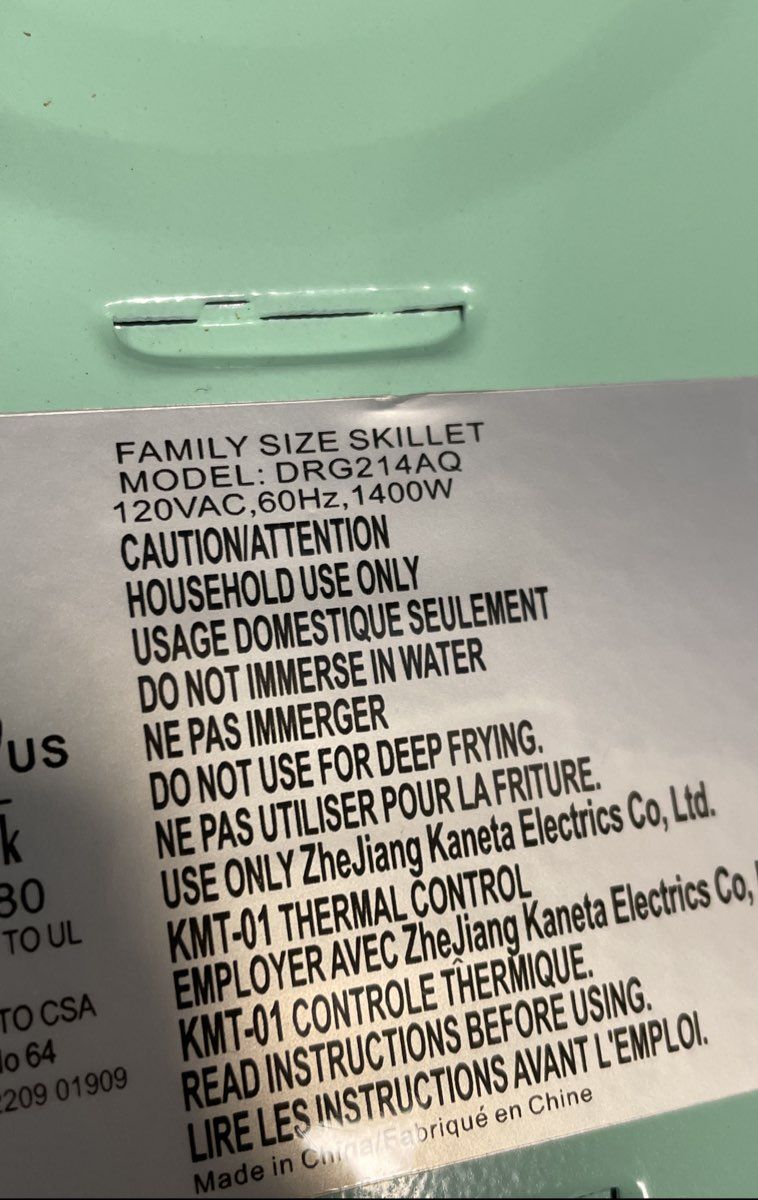 FAMILY SIZE SKILLET
MODEL: DRG214AQ
120VAC,60Hz,1400W
CAUTION/ATTENTION
HOUSEHOLD USE ONLY
USAGE DOMESTIQUE SEULEMENT
DO NOT IMMERSE IN WATER
NE PAS IMMERGER
DO NOT USE FOR DEEP FRYING.
NE PAS UTILISER POUR LA FRITURE.
USE ONLY ZheJiang Kaneta Electrics Co, Ltd.
KMT-01 THERMAL CONTROL
EMPLOYER AVEC ZheJiang Kaneta Electrics Co,
KMT-01 CONTROLE THERMIQUE.
READ INSTRUCTIONS BEFORE USING.
LIRE LES INSTRUCTIONS AVANT L'EMPLOI.
Made in China/Fabriqué en Chine
US
k
30
TO UL
TO CSA
64
2209 01909